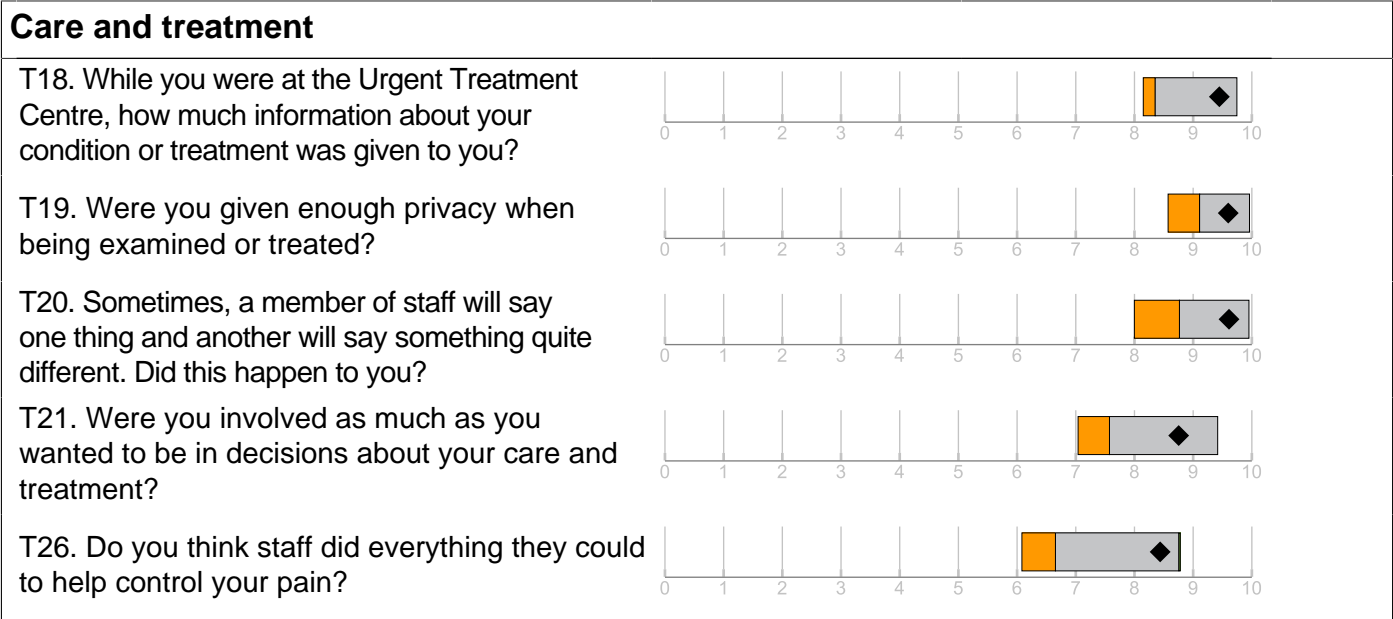 Care and treatment
T18. While you were at the Urgent Treatment
Centre, how much information about your
condition or treatment was given to you?
0 1 2 3 4 5 6 7 8 9 10
T19. Were you given enough privacy when
being examined or treated?
0 1 2 3 4 5 6 7 8 9 10
T20. Sometimes, a member of staff will say
one thing and another will say something quite
different. Did this happen to you?
0 1 2 3 4 5 6 7 8 9 10
T21. Were you involved as much as you
wanted to be in decisions about your care and
treatment?
0 1 2 3 4 5 6 7 8 9 10
T26. Do you think staff did everything they could
to help control your pain?
0 1 2 3 4 5 6 7 8 9 10